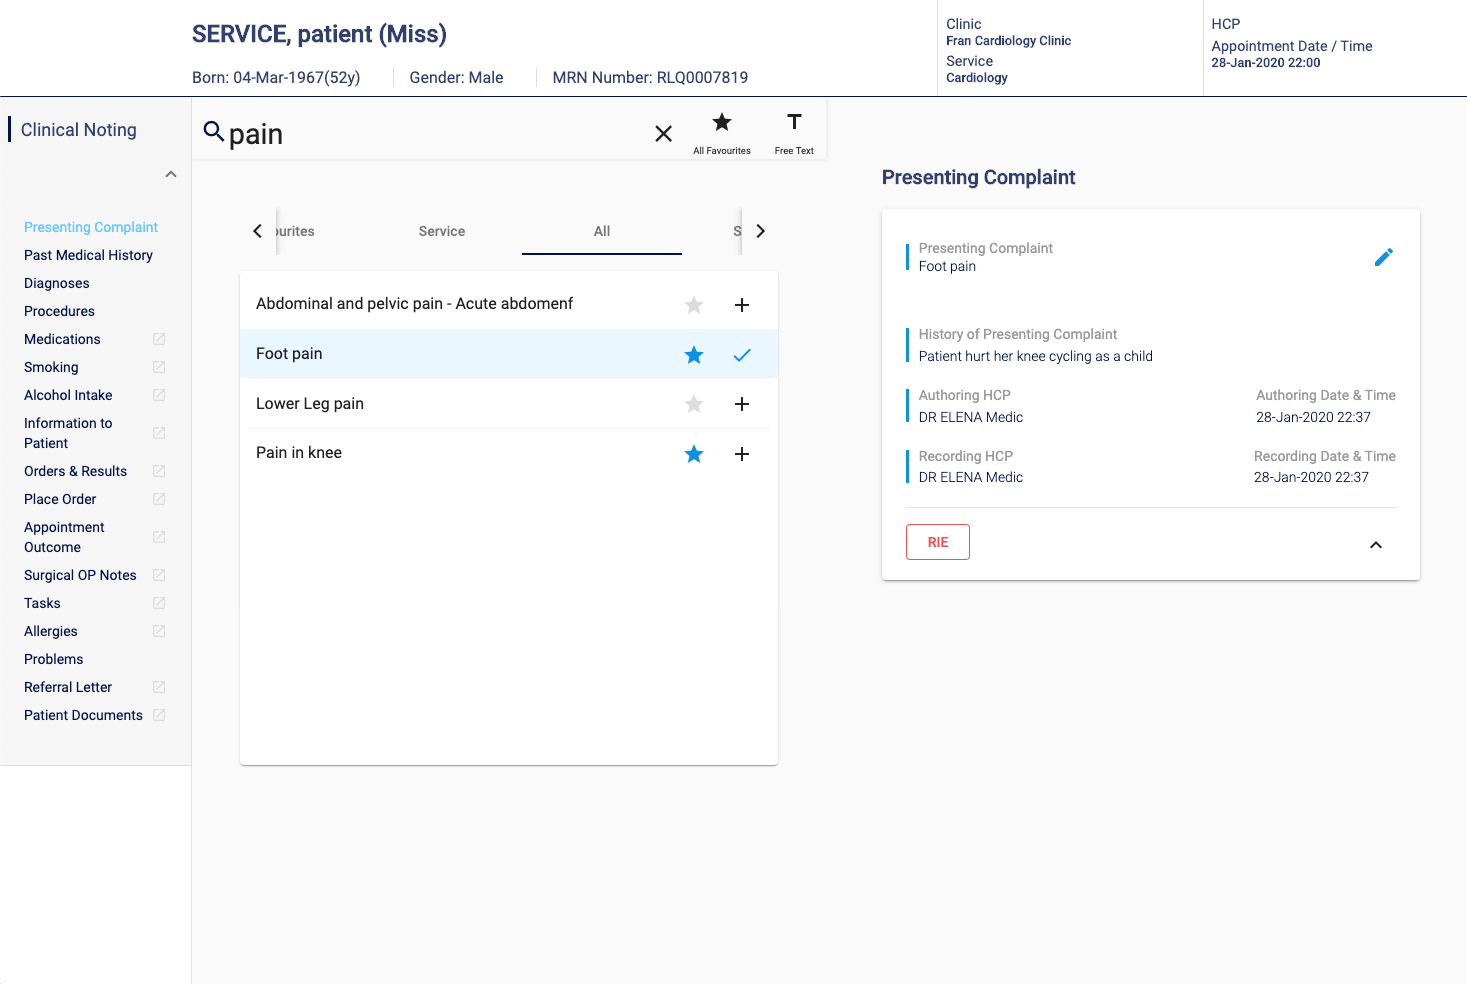 SERVICE, patient (Miss)
Born: 04-Mar-1967(52y)
Gender: Male
MRN Number: RLQ0007819
Clinic
Fran Cardiology Clinic
Service
Cardiology
HCP
Appointment Date / Time
28-Jan-2020 22:00
Clinical Noting
Presenting Complaint
Past Medical History
Diagnoses
Procedures
Medications
Smoking
Alcohol Intake
Information to
Patient
Orders & Results
Place Order
Appointment
Outcome
Surgical OP Notes
Tasks
Allergies
Problems
Referral Letter
Patient Documents
pain
All Favourites
Free Text
ourites
Service
All
S
Abdominal and pelvic pain - Acute abdomenf
Foot pain
Lower Leg pain
Pain in knee
Presenting Complaint
Presenting Complaint
Foot pain
History of Presenting Complaint
Patient hurt her knee cycling as a child
Authoring HCP
DR ELENA Medic
Authoring Date & Time
28-Jan-2020 22:37
Recording HCP
DR ELENA Medic
Recording Date & Time
28-Jan-2020 22:37
RIE